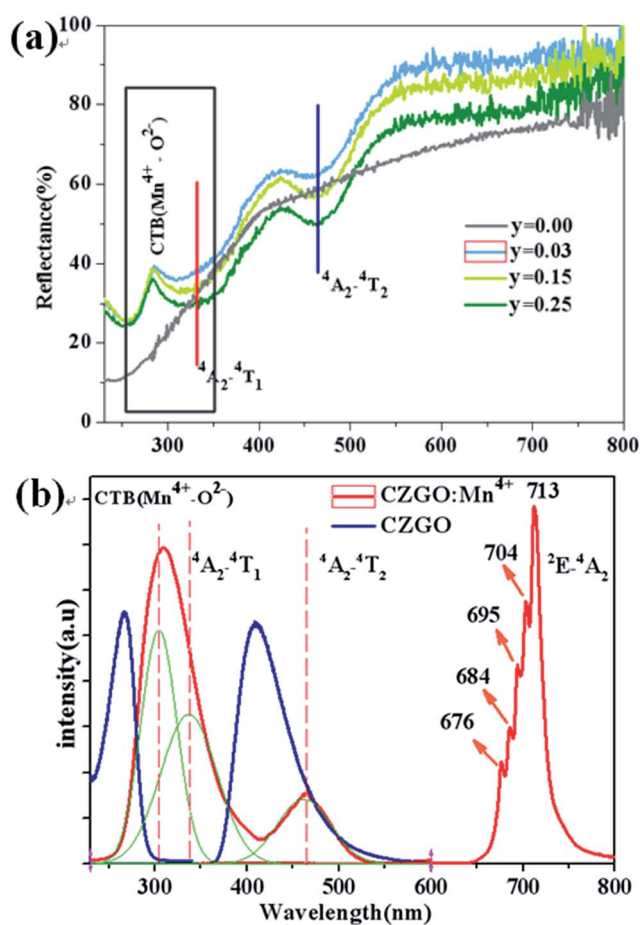 (a)
100
80
60
40
20
0
Reflectance(%)
CTB(Mn⁴⁺ - O²⁻)
⁴A₂-⁴T₁
⁴A₂-⁴T₂
y=0.00
y=0.03
y=0.15
y=0.25
300 400 500 600 700 800
(b)
CTB(Mn⁴⁺-O²⁻)
CZGO:Mn⁴⁺
CZGO
⁴A₂-⁴T₁
⁴A₂-⁴T₂
713
704
²E-⁴A₂
695
684
676
intensity(a.u)
300 400 500 600 700 800
Wavelength(nm)